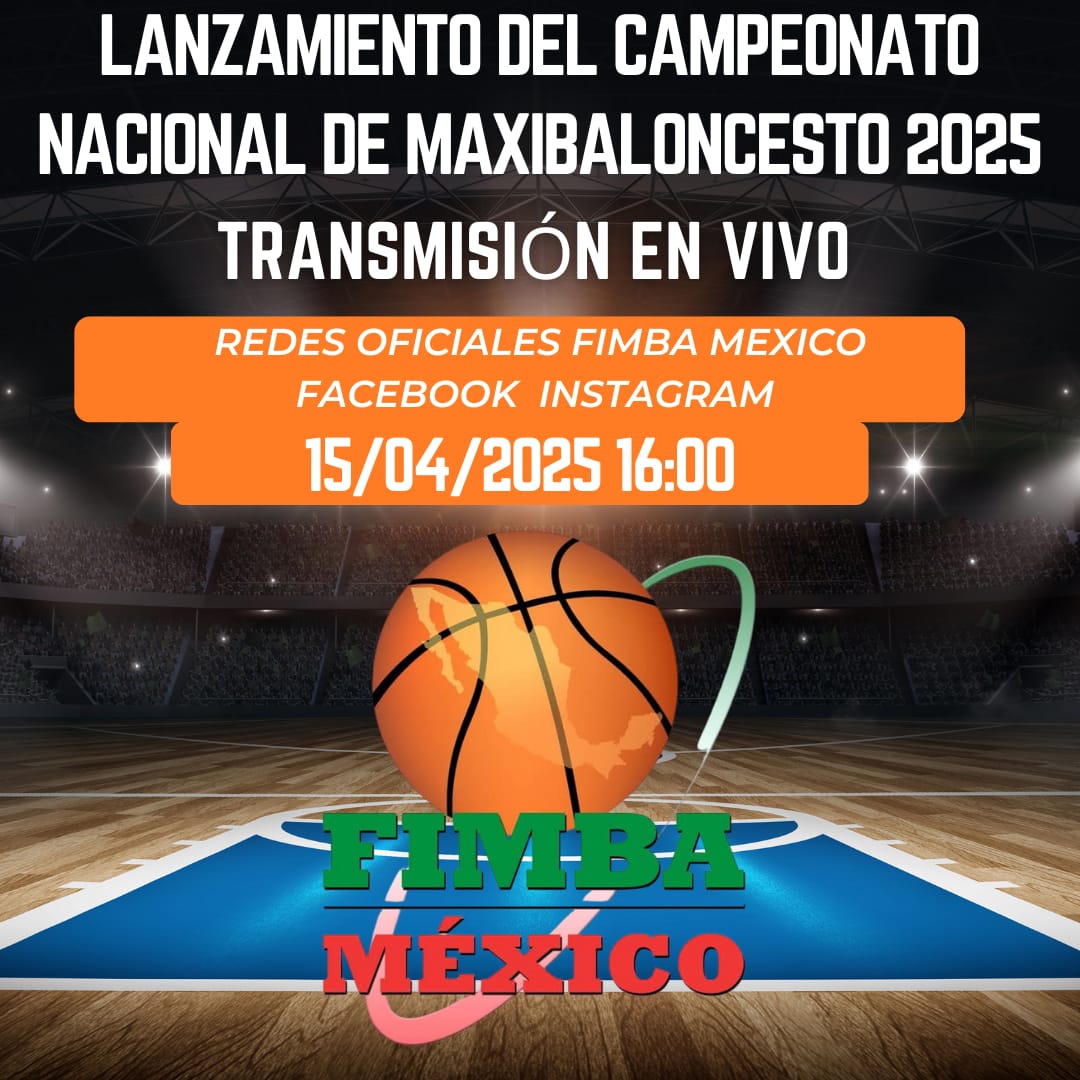 LANZAMIENTO DEL CAMPEONATO
NACIONAL DE MAXIBALONCESTO 2025
TRANSMISIÓN EN VIVO
REDES OFICIALES FIMBA MEXICO
FACEBOOK INSTAGRAM
15/04/2025 16:00
FIMBA
MÉXICO